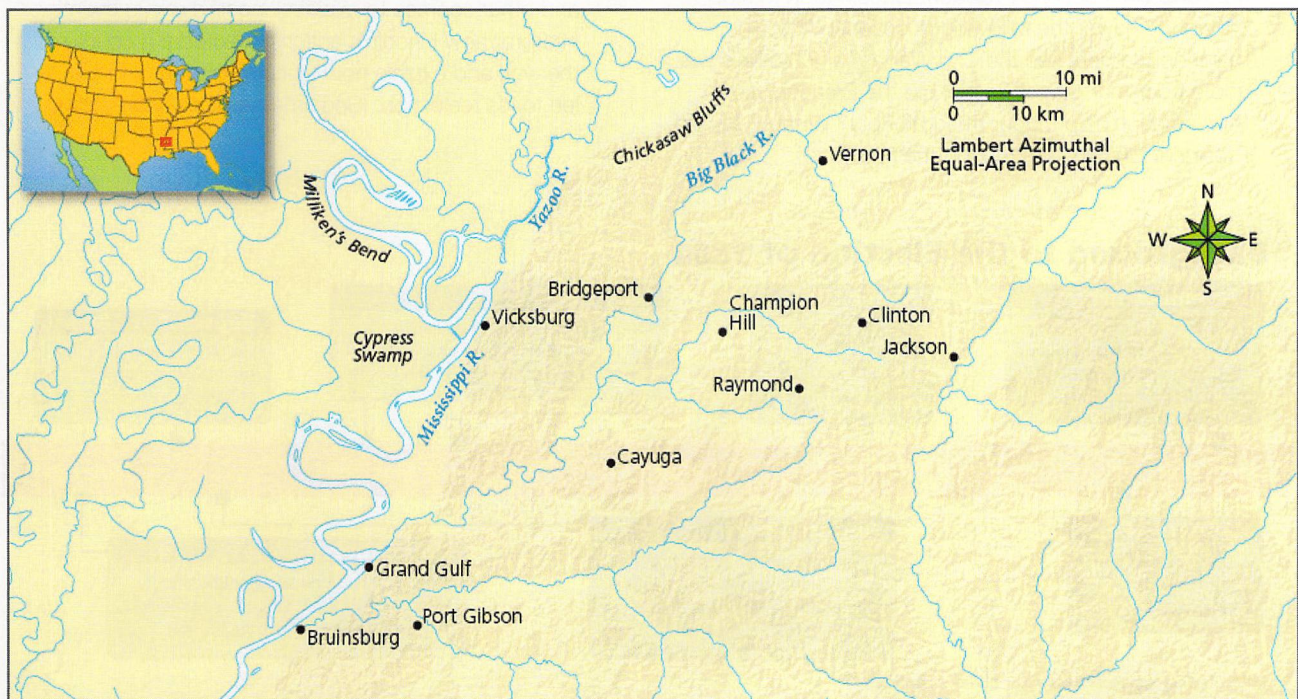 0 10 mi
0 10 km
Lambert Azimuthal
Equal-Area Projection
N
W E
S
Chickasaw Bluffs
Big Black R.
Vernon
Yazoo R.
Milliken's Bend
Bridgeport
Champion
Hill
Clinton
Vicksburg
Cypress
Swamp
Jackson
Mississippi R.
Raymond
Cayuga
Grand Gulf
Port Gibson
Bruinsburg